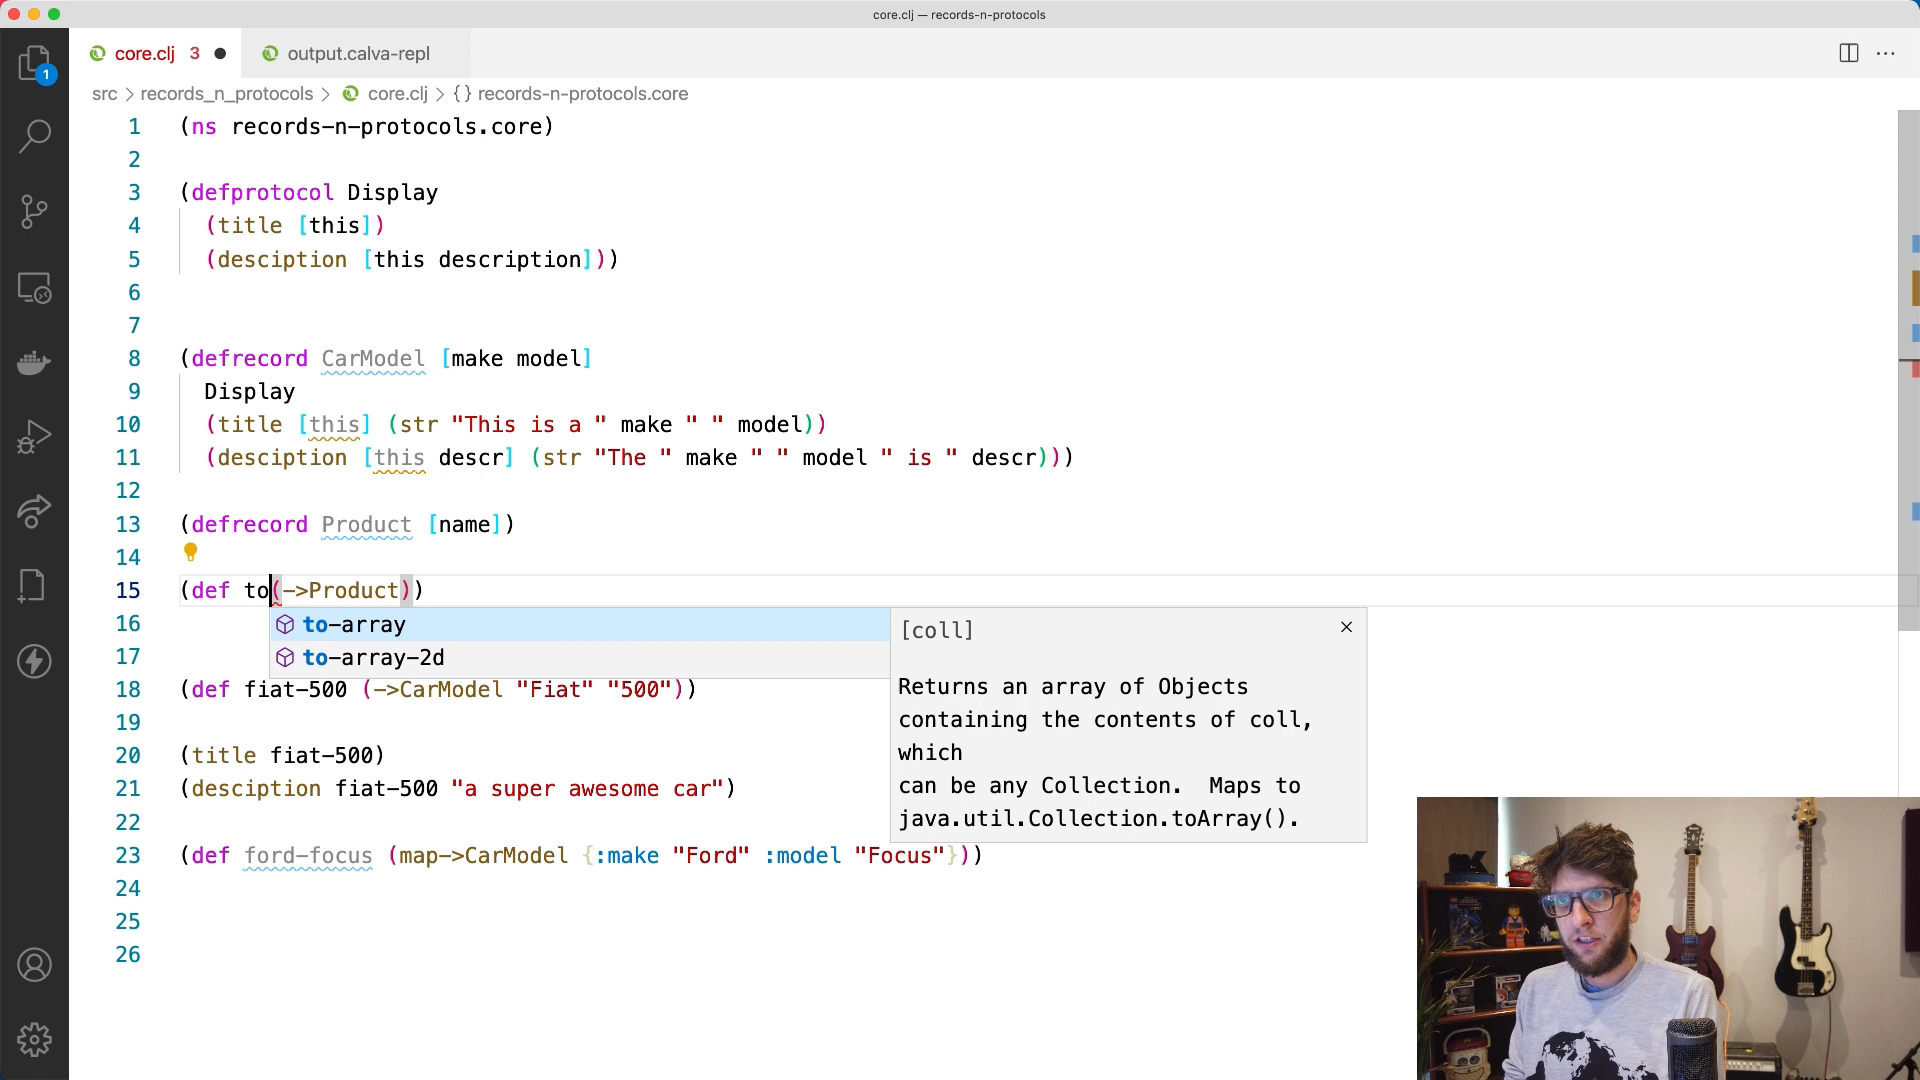 core.clj — records-n-protocols
core.clj 3 output.calva-repl
1
src records_n_protocols core.clj {} records-n-protocols.core
1 (ns records-n-protocols.core)
2
3 (defprotocol Display
4 (title [this])
5 (desciption [this description]))
6
7
8 (defrecord CarModel [make model]
9 Display
10 (title [this] (str "This is a " make " " model))
11 (desciption [this descr] (str "The " make " " model " is " descr)))
12
13 (defrecord Product [name])
14
15 (def to(->Product))
16 to-array
17 to-array-2d
[coll]
Returns an array of Objects
containing the contents of coll,
which
can be any Collection.  Maps to
java.util.Collection.toArray().
18 (def fiat-500 (->CarModel "Fiat" "500"))
19
20 (title fiat-500)
21 (desciption fiat-500 "a super awesome car")
22
23 (def ford-focus (map->CarModel {:make "Ford" :model "Focus"}))
24
25
26